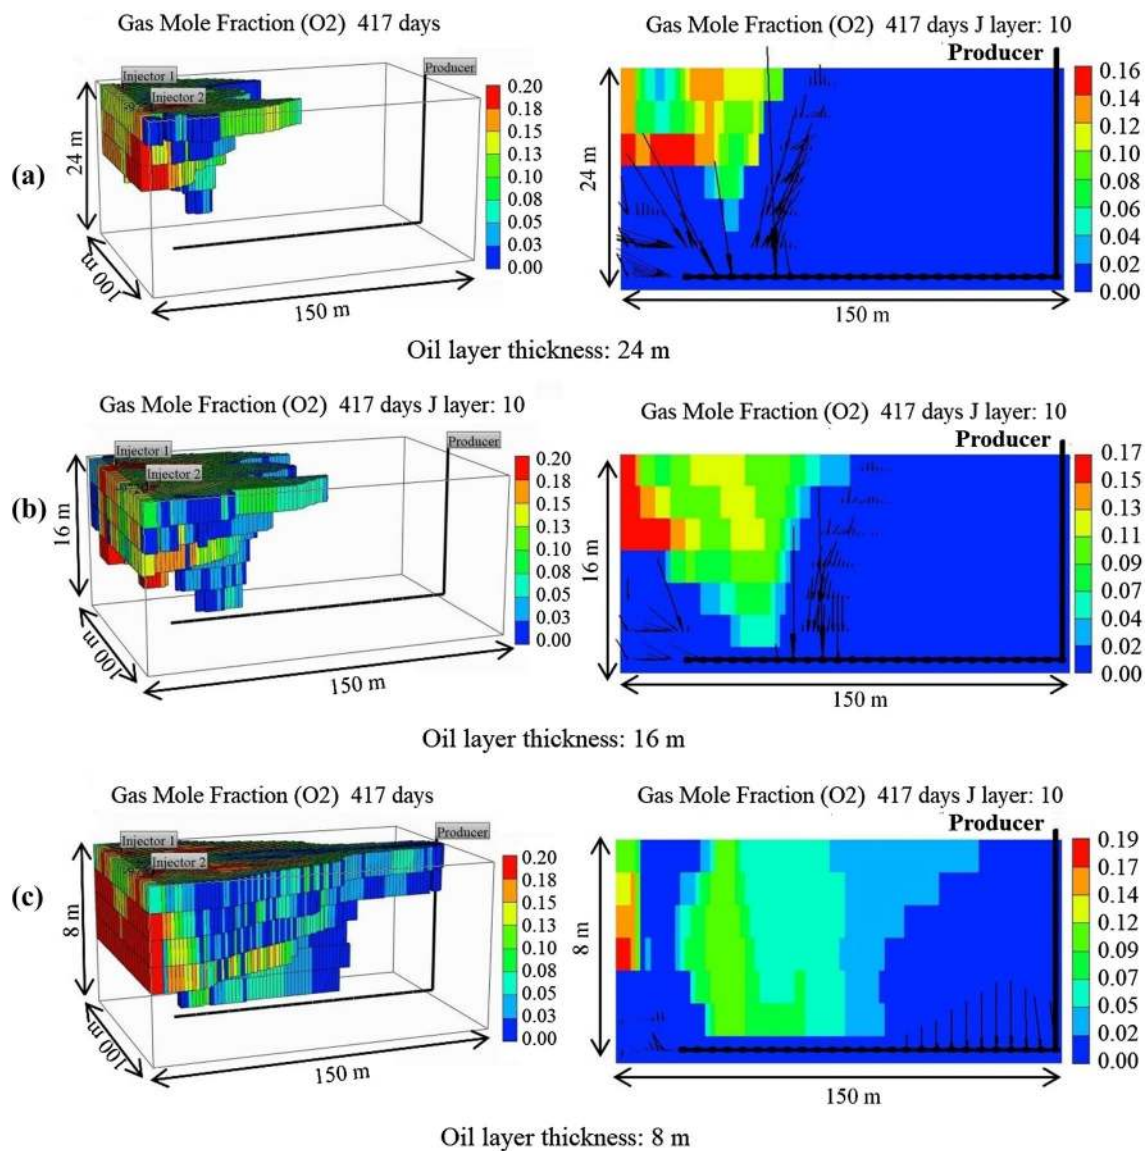 Gas Mole Fraction (O2) 417 days
Injector 1
Injector 2
Producer
0.20
0.18
0.15
0.13
0.10
0.08
0.05
0.03
0.00
(a)
24 m
100 m
150 m
Gas Mole Fraction (O2) 417 days J layer: 10
Producer
0.16
0.14
0.12
0.10
0.08
0.06
0.04
0.02
0.00
24 m
150 m
Oil layer thickness: 24 m
Gas Mole Fraction (O2) 417 days J layer: 10
Injector 1
Injector 2
Producer
0.20
0.18
0.15
0.13
0.10
0.08
0.05
0.03
0.00
(b)
16 m
100 m
150 m
Gas Mole Fraction (O2) 417 days J layer: 10
Producer
0.17
0.15
0.13
0.11
0.09
0.07
0.04
0.02
0.00
16 m
150 m
Oil layer thickness: 16 m
Gas Mole Fraction (O2) 417 days
Injector 1
Injector 2
Producer
0.20
0.18
0.15
0.13
0.10
0.08
0.05
0.03
0.00
(c)
8 m
100 m
150 m
Gas Mole Fraction (O2) 417 days J layer: 10
Producer
0.19
0.17
0.14
0.12
0.09
0.07
0.05
0.02
0.00
8 m
150 m
Oil layer thickness: 8 m